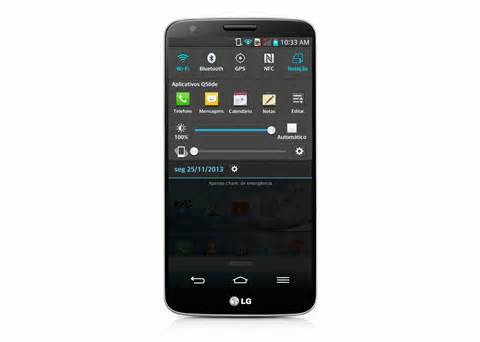 10:33 AM
Wi-Fi Bluetooth GPS NFC Rotação
Aplicativos QSlide
Telefone Mensagens Calendário Notas Editar
100% Automático
seg 25/11/2013
Apenas cham. de emergência
LG